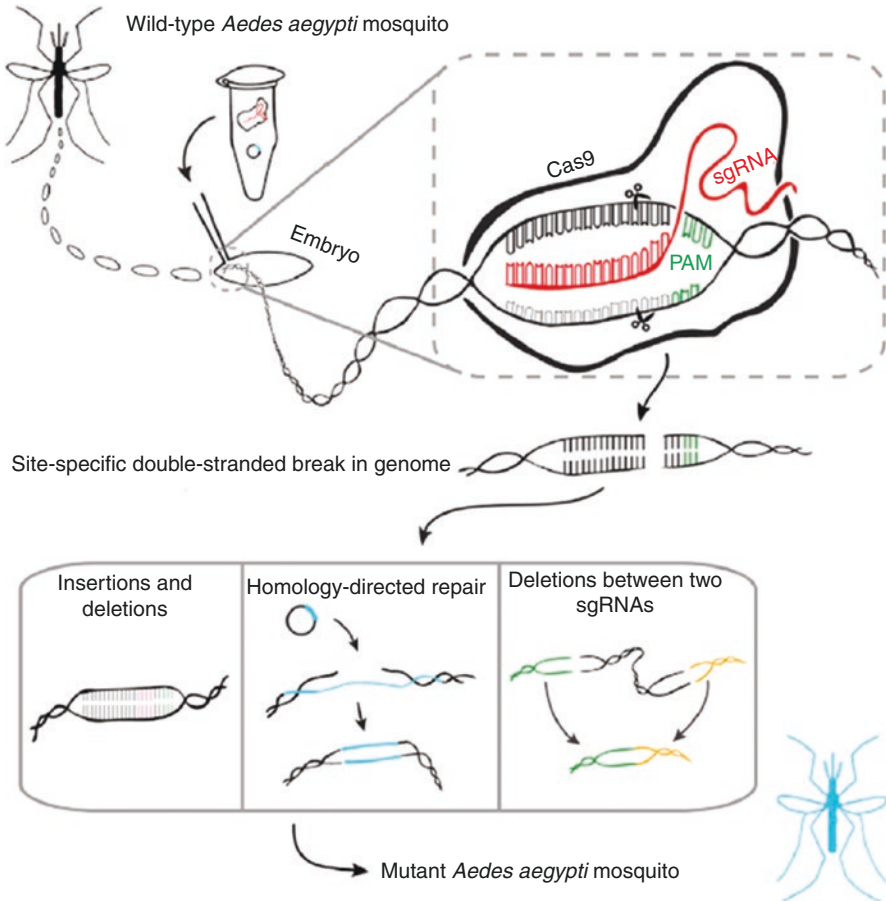 Wild-type Aedes aegypti mosquito
Cas9
sgRNA
Embryo
PAM
Site-specific double-stranded break in genome
Insertions and
deletions
Homology-directed repair
Deletions between two
sgRNAs
Mutant Aedes aegypti mosquito